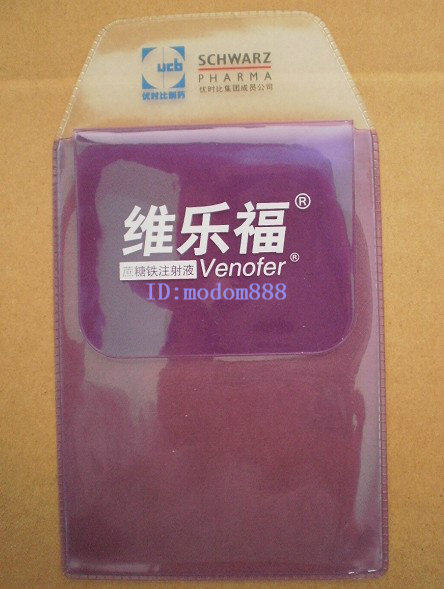 ucb
优时比制药
SCHWARZ
PHARMA
优时比集团成员公司
维乐福®
蔗糖铁注射液
Venofer®
ID:modom888